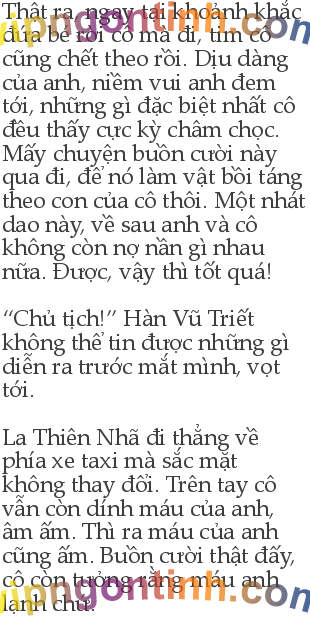 Thật ra, ngay tại khoảnh khắc
đứa bé rời cô mà đi, tim cô
cũng chết theo rồi. Dịu dàng
của anh, niềm vui anh đem
tới, những gì đặc biệt nhất cô
đều thấy cực kỳ châm chọc.
Mấy chuyện buồn cười này
qua đi, để nó làm vật bồi táng
theo con của cô thôi. Một nhát
dao này, về sau anh và cô
không còn nợ nần gì nhau
nữa. Được, vậy thì tốt quá!
“Chủ tịch!” Hàn Vũ Triết
không thể tin được những gì
diễn ra trước mắt mình, vọt
tới.
La Thiên Nhã đi thẳng về
phía xe taxi mà sắc mặt
không thay đổi. Trên tay cô
vẫn còn dính máu của anh,
âm ấm. Thì ra máu của anh
cũng ấm. Buồn cười thật đấy,
cô còn tưởng rằng máu anh
lạnh chứ.
vipngontinh.com
vipngontinh.com